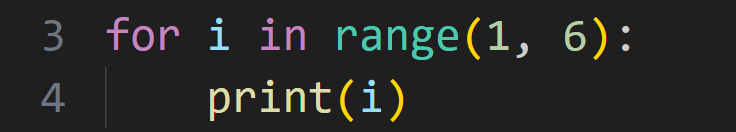 3 for i in range(1, 6):
4     print(i)